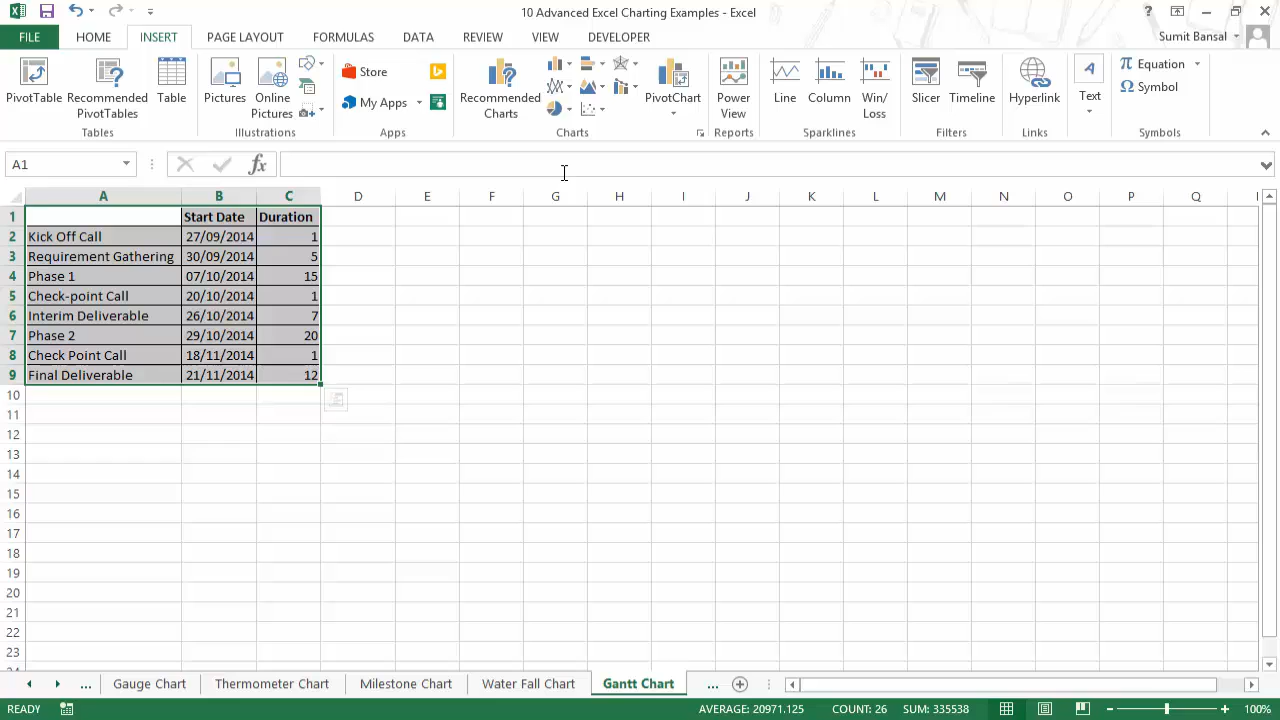 10 Advanced Excel Charting Examples - Excel
FILE HOME INSERT PAGE LAYOUT FORMULAS DATA REVIEW VIEW DEVELOPER Sumit Bansal
PivotTable Recommended PivotTables Table
Tables
Pictures Online Pictures
Illustrations
Store
My Apps
Apps
Recommended Charts PivotChart
Charts
Power View
Reports
Line Column Win/ Loss
Sparklines
Slicer Timeline
Filters
Hyperlink
Links
Text
Equation
Symbol
Symbols
A1 fx
A B C D E F G H I J K L M N O P Q
1 Start Date Duration
2 Kick Off Call 27/09/2014 1
3 Requirement Gathering 30/09/2014 5
4 Phase 1 07/10/2014 15
5 Check-point Call 20/10/2014 1
6 Interim Deliverable 26/10/2014 7
7 Phase 2 29/10/2014 20
8 Check Point Call 18/11/2014 1
9 Final Deliverable 21/11/2014 12
10
11
12
13
14
15
16
17
18
19
20
21
22
23
... Gauge Chart Thermometer Chart Milestone Chart Water Fall Chart Gantt Chart ...
READY AVERAGE: 20971.125 COUNT: 26 SUM: 335538 100%